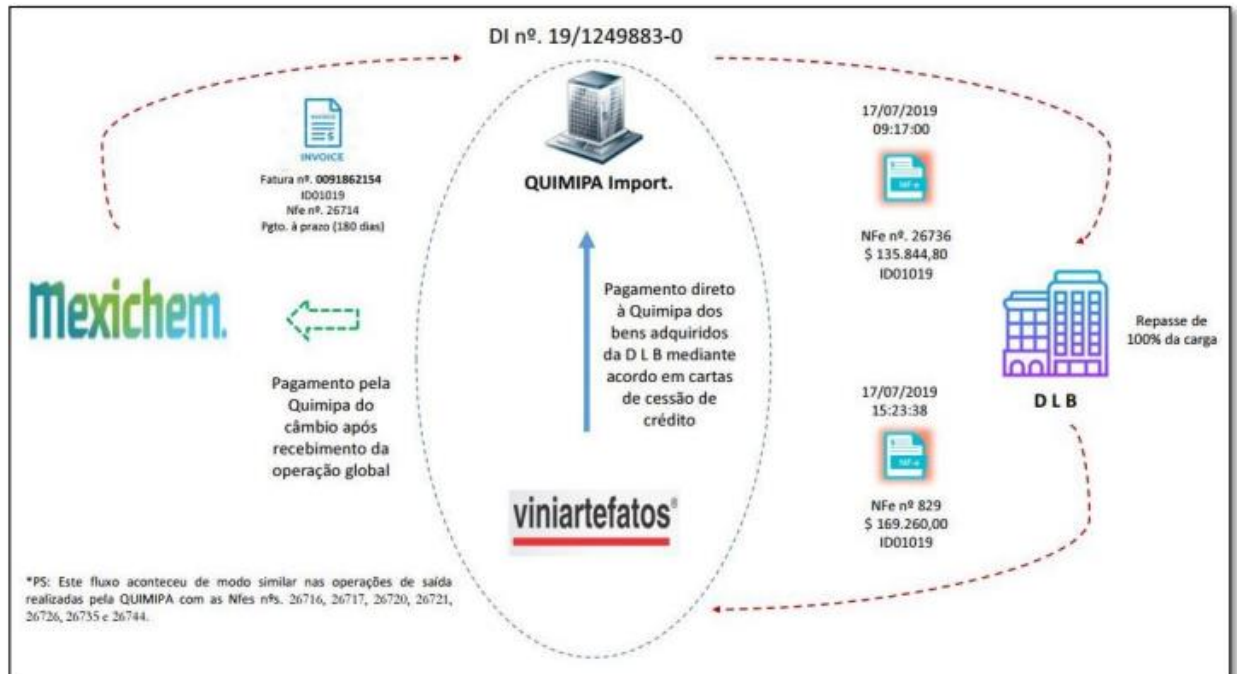 DI nº. 19/1249883-0
INVOICE
INVOICE
Fatura nº. 0091862154
ID01019
Nfe nº. 26714
Pgto. à prazo (180 dias)
QUIMIPA Import.
17/07/2019
09:17:00
NF-e
NFe nº. 26736
$ 135.844,80
ID01019
Mexichem.
Pagamento pela
Quimipa do
câmbio após
recebimento da
operação global
Pagamento direto
à Quimipa dos
bens adquiridos
da D L B mediante
acordo em cartas
de cessão de
crédito
Repasse de
100% da carga
D L B
17/07/2019
15:23:38
NF-e
NFe nº 829
$ 169.260,00
ID01019
viniartefatos®
*PS: Este fluxo aconteceu de modo similar nas operações de saída
realizadas pela QUIMIPA com as Nfes nºs. 26716, 26717, 26720, 26721,
26726, 26735 e 26744.